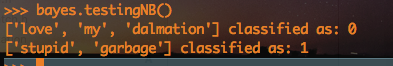 >>> bayes.testingNB()
['love', 'my', 'dalmation'] classified as: 0
['stupid', 'garbage'] classified as: 1
>>>